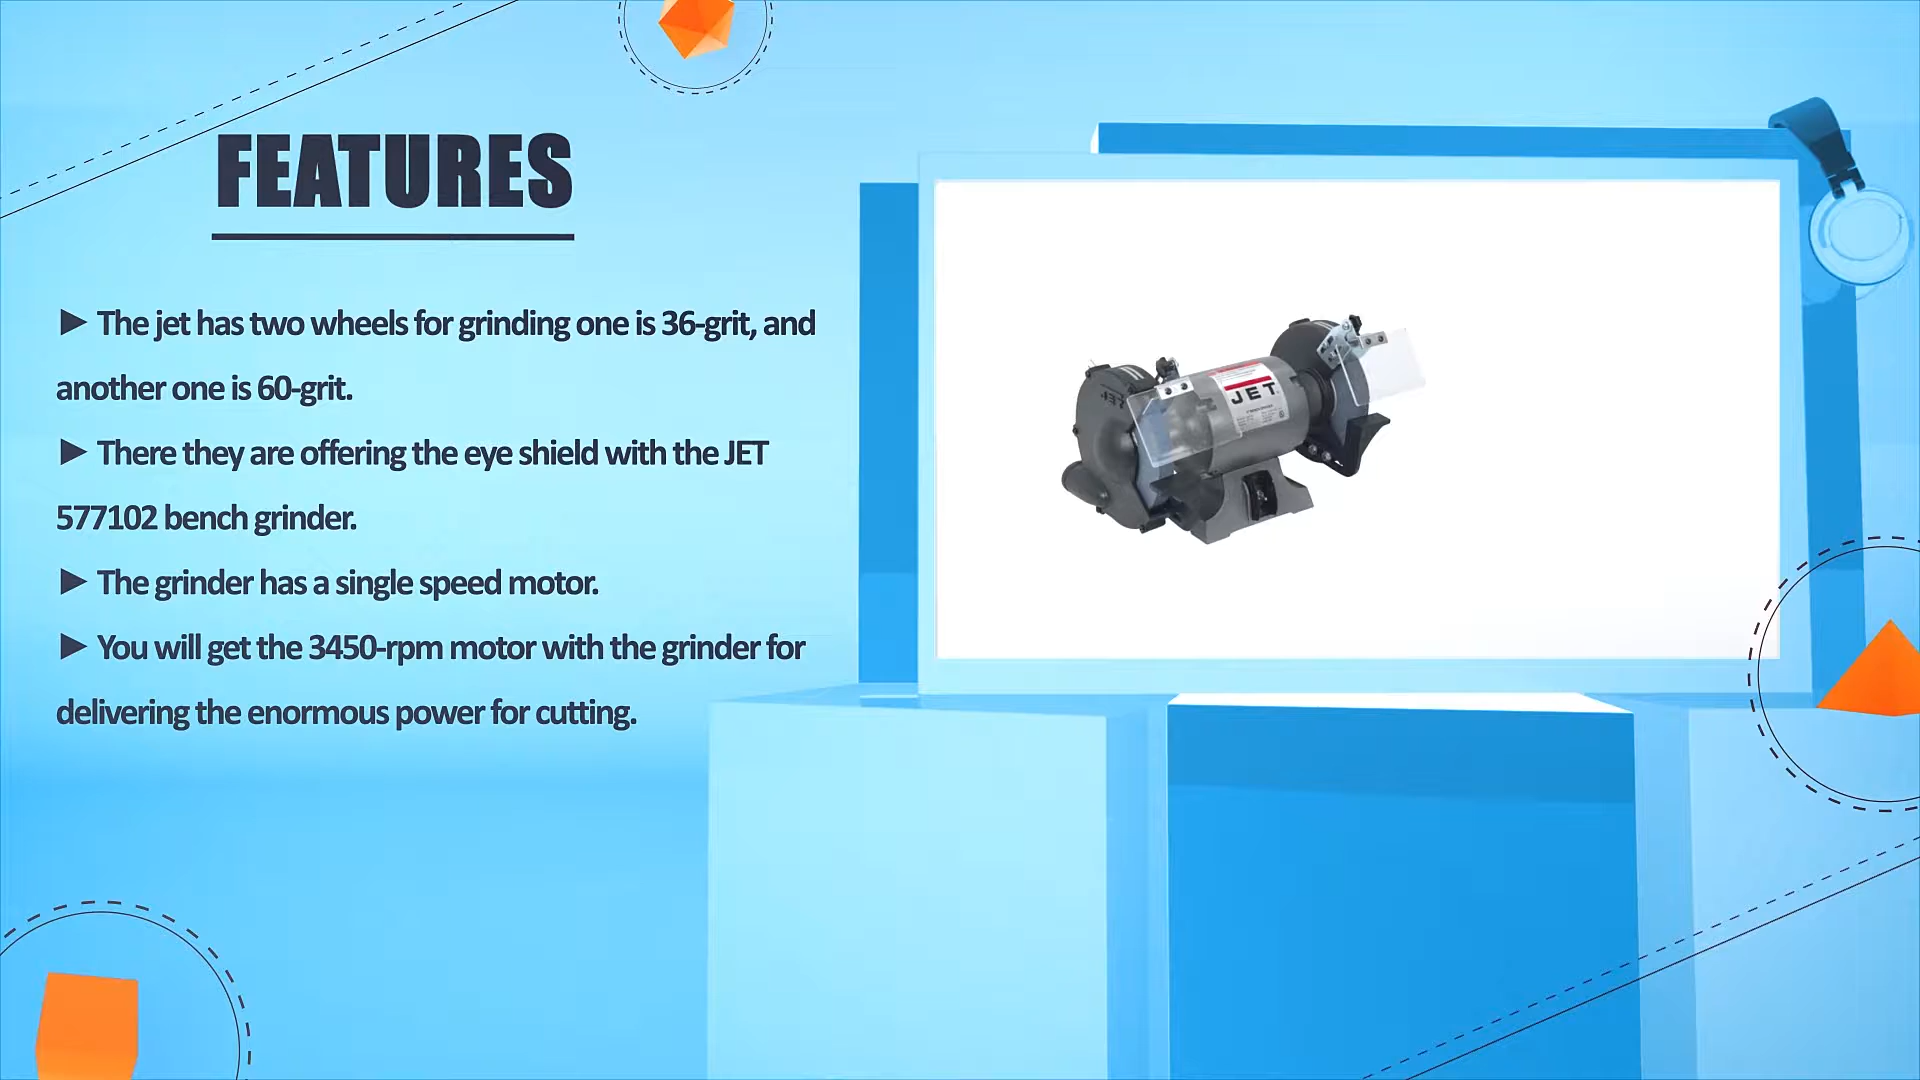 FEATURES
► The jet has two wheels for grinding one is 36-grit, and
another one is 60-grit.
► There they are offering the eye shield with the JET
577102 bench grinder.
► The grinder has a single speed motor.
► You will get the 3450-rpm motor with the grinder for
delivering the enormous power for cutting.
JET
JET